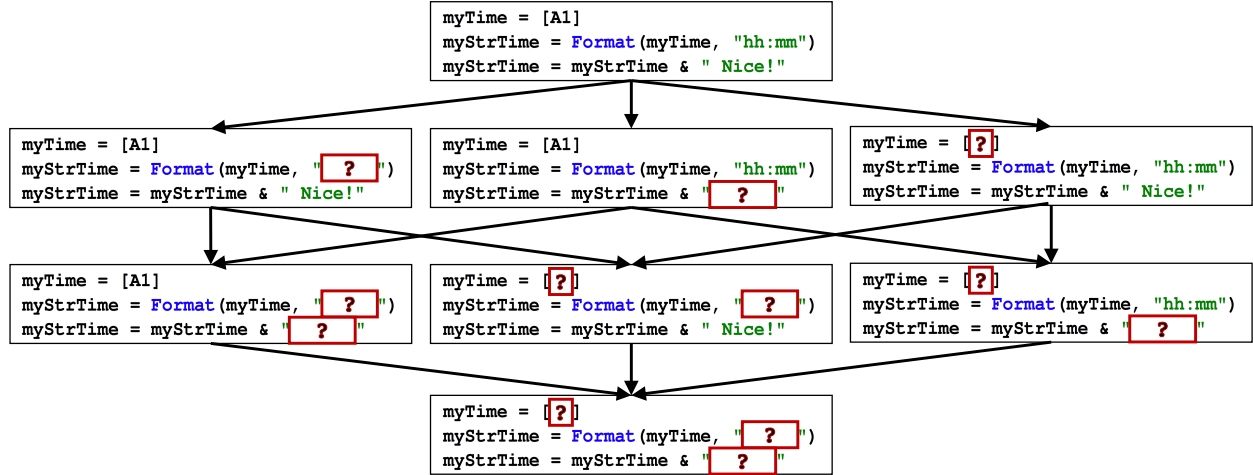 myTime = [A1]
myStrTime = Format(myTime, "hh:mm")
myStrTime = myStrTime & " Nice!"
myTime = [A1]
myStrTime = Format(myTime, "?")
myStrTime = myStrTime & " Nice!"
myTime = [A1]
myStrTime = Format(myTime, "hh:mm")
myStrTime = myStrTime & "?"
myTime = [?]
myStrTime = Format(myTime, "hh:mm")
myStrTime = myStrTime & " Nice!"
myTime = [A1]
myStrTime = Format(myTime, "?")
myStrTime = myStrTime & "?"
myTime = [?]
myStrTime = Format(myTime, "?")
myStrTime = myStrTime & " Nice!"
myTime = [?]
myStrTime = Format(myTime, "hh:mm")
myStrTime = myStrTime & "?"
myTime = [?]
myStrTime = Format(myTime, "?")
myStrTime = myStrTime & "?"